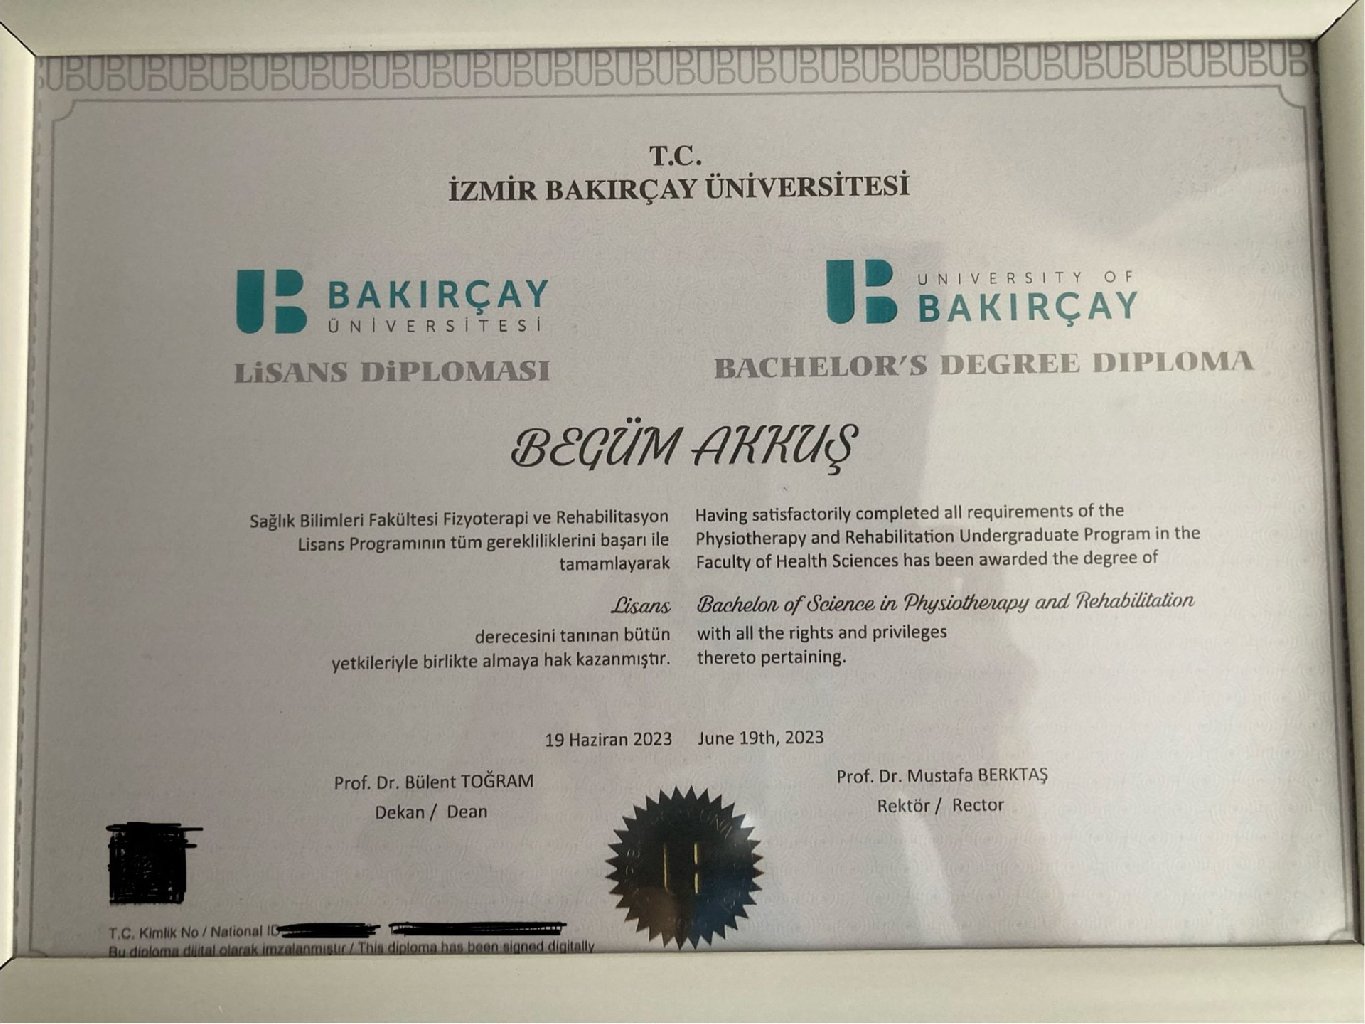 T.C.
İZMİR BAKIRÇAY ÜNİVERSİTESİ
BAKIRÇAY
ÜNİVERSİTESİ
LİSANS DİPLOMASI
UNIVERSITY OF
BAKIRÇAY
BACHELOR'S DEGREE DIPLOMA
BEGÜM AKKUŞ
Sağlık Bilimleri Fakültesi Fizyoterapi ve Rehabilitasyon
Lisans Programının tüm gerekliliklerini başarı ile
tamamlayarak
Lisans
derecesini tanınan bütün
yetkileriyle birlikte almaya hak kazanmıştır.
19 Haziran 2023
Having satisfactorily completed all requirements of the
Physiotherapy and Rehabilitation Undergraduate Program in the
Faculty of Health Sciences has been awarded the degree of
Bachelor of Science in Physiotherapy and Rehabilitation
with all the rights and privileges
thereto pertaining.
June 19th, 2023
Prof. Dr. Bülent TOĞRAM
Dekan / Dean
Prof. Dr. Mustafa BERKTAŞ
Rektör / Rector
T.C. Kimlik No / National ID
Bu diploma dijital olarak imzalanmıştır / This diploma has been signed digitally